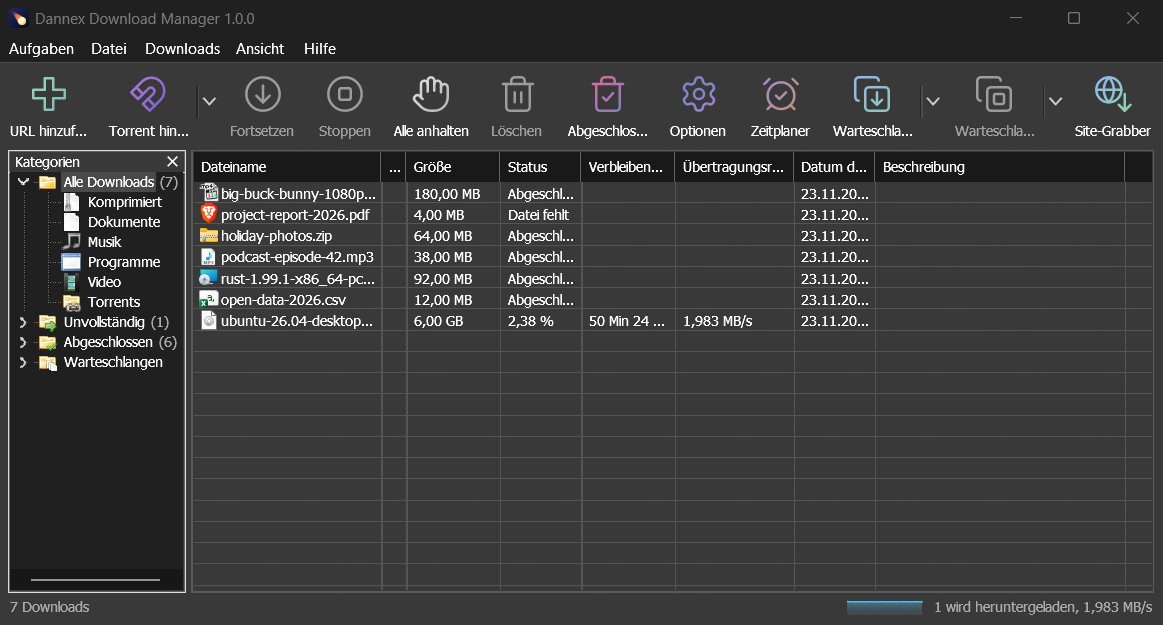 Dannex Download Manager 1.0.0
Aufgaben Datei Downloads Ansicht Hilfe
URL hinzuf... Torrent hin... Fortsetzen Stoppen Alle anhalten Löschen Abgeschlos... Optionen Zeitplaner Warteschla... Warteschla... Site-Grabber
Kategorien
Alle Downloads (7)
Komprimiert
Dokumente
Musik
Programme
Video
Torrents
Unvollständig (1)
Abgeschlossen (6)
Warteschlangen
Dateiname ... Größe Status Verbleiben... Übertragungsr... Datum d... Beschreibung
big-buck-bunny-1080p... 180,00 MB Abgeschl... 23.11.20...
project-report-2026.pdf 4,00 MB Datei fehlt 23.11.20...
holiday-photos.zip 64,00 MB Abgeschl... 23.11.20...
podcast-episode-42.mp3 38,00 MB Abgeschl... 23.11.20...
rust-1.99.1-x86_64-pc... 92,00 MB Abgeschl... 23.11.20...
open-data-2026.csv 12,00 MB Abgeschl... 23.11.20...
ubuntu-26.04-desktop... 6,00 GB 2,38 % 50 Min 24 ... 1,983 MB/s 23.11.20...
7 Downloads
1 wird heruntergeladen, 1,983 MB/s